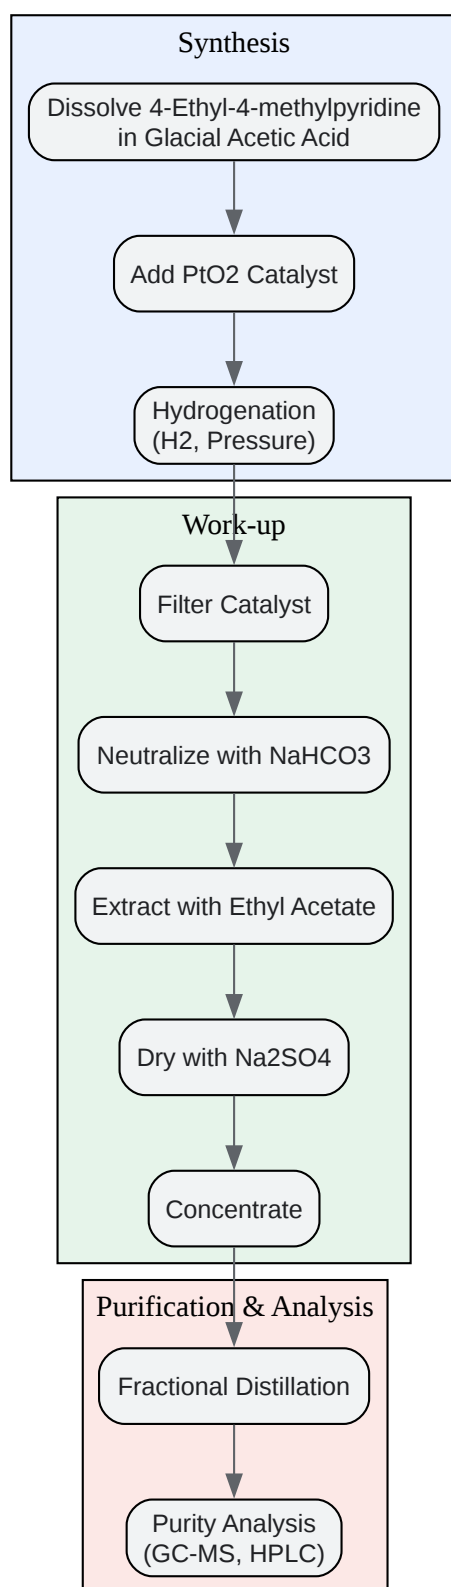 Synthesis
Dissolve 4-Ethyl-4-methylpyridine
in Glacial Acetic Acid
Add PtO2 Catalyst
Hydrogenation
(H2, Pressure)
Work-up
Filter Catalyst
Neutralize with NaHCO3
Extract with Ethyl Acetate
Dry with Na2SO4
Concentrate
Purification & Analysis
Fractional Distillation
Purity Analysis
(GC-MS, HPLC)